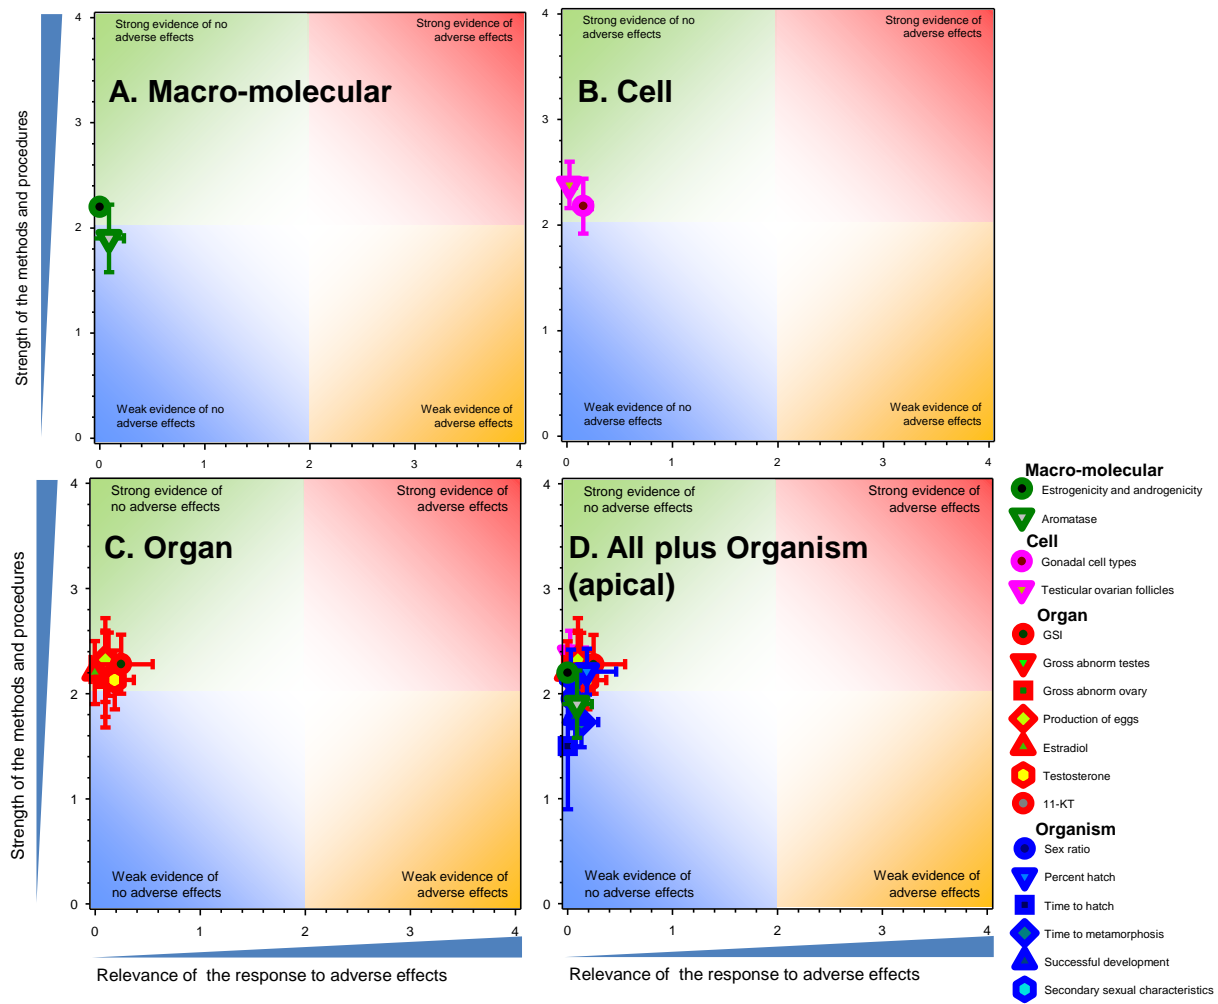 4
Strong evidence of no
adverse effects
Strong evidence of
adverse effects
A. Macro-molecular
3
2
1
0
Weak evidence of no
adverse effects
Weak evidence of
adverse effects
0 1 2 3 4
Strength of the methods and procedures
4
Strong evidence of no
adverse effects
Strong evidence of
adverse effects
B. Cell
3
2
1
0
Weak evidence of no
adverse effects
Weak evidence of
adverse effects
0 1 2 3 4
4
Strong evidence of
no adverse effects
Strong evidence of
adverse effects
C. Organ
3
2
1
0
Weak evidence of
no adverse effects
Weak evidence of
adverse effects
0 1 2 3 4
Strength of the methods and procedures
Relevance of the response to adverse effects
4
Strong evidence of
no adverse effects
Strong evidence of
adverse effects
D. All plus Organism
(apical)
3
2
1
0
Weak evidence of
no adverse effects
Weak evidence of
adverse effects
0 1 2 3 4
Relevance of the response to adverse effects
Macro-molecular
Estrogenicity and androgenicity
Aromatase
Cell
Gonadal cell types
Testicular ovarian follicles
Organ
GSI
Gross abnorm testes
Gross abnorm ovary
Production of eggs
Estradiol
Testosterone
11-KT
Organism
Sex ratio
Percent hatch
Time to hatch
Time to metamorphosis
Successful development
Secondary sexual characteristics